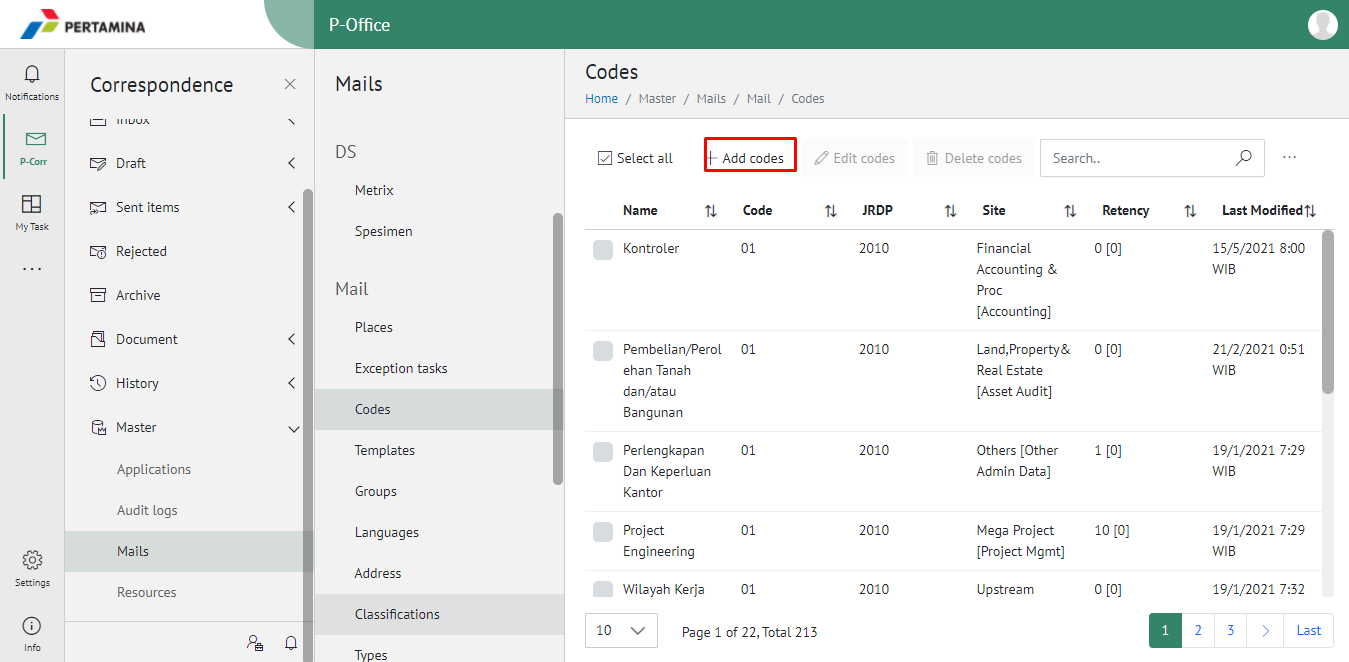 PERTAMINA
P-Office
Notifications
P-Corr
My Task
Settings
Info
Correspondence
Inbox
Draft
Sent items
Rejected
Archive
Document
History
Master
Applications
Audit logs
Mails
Resources
Mails
DS
Metrix
Spesimen
Mail
Places
Exception tasks
Codes
Templates
Groups
Languages
Address
Classifications
Types
Codes
Home / Master / Mails / Mail / Codes
Select all Add codes Edit codes Delete codes Search.. ...
Name Code JRDP Site Retency Last Modified
Kontroler 01 2010 Financial 0 [0] 15/5/2021 8:00
Accounting & WIB
Proc
[Accounting]
Pembelian/Perol 01 2010 Land,Property& 0 [0] 21/2/2021 0:51
ehan Tanah Real Estate WIB
dan/atau [Asset Audit]
Bangunan
Perlengkapan 01 2010 Others [Other 1 [0] 19/1/2021 7:29
Dan Keperluan Admin Data] WIB
Kantor
Project 01 2010 Mega Project 10 [0] 19/1/2021 7:29
Engineering [Project Mgmt] WIB
Wilayah Kerja 01 2010 Upstream 0 [0] 19/1/2021 7:32
10 Page 1 of 22, Total 213 1 2 3 Last